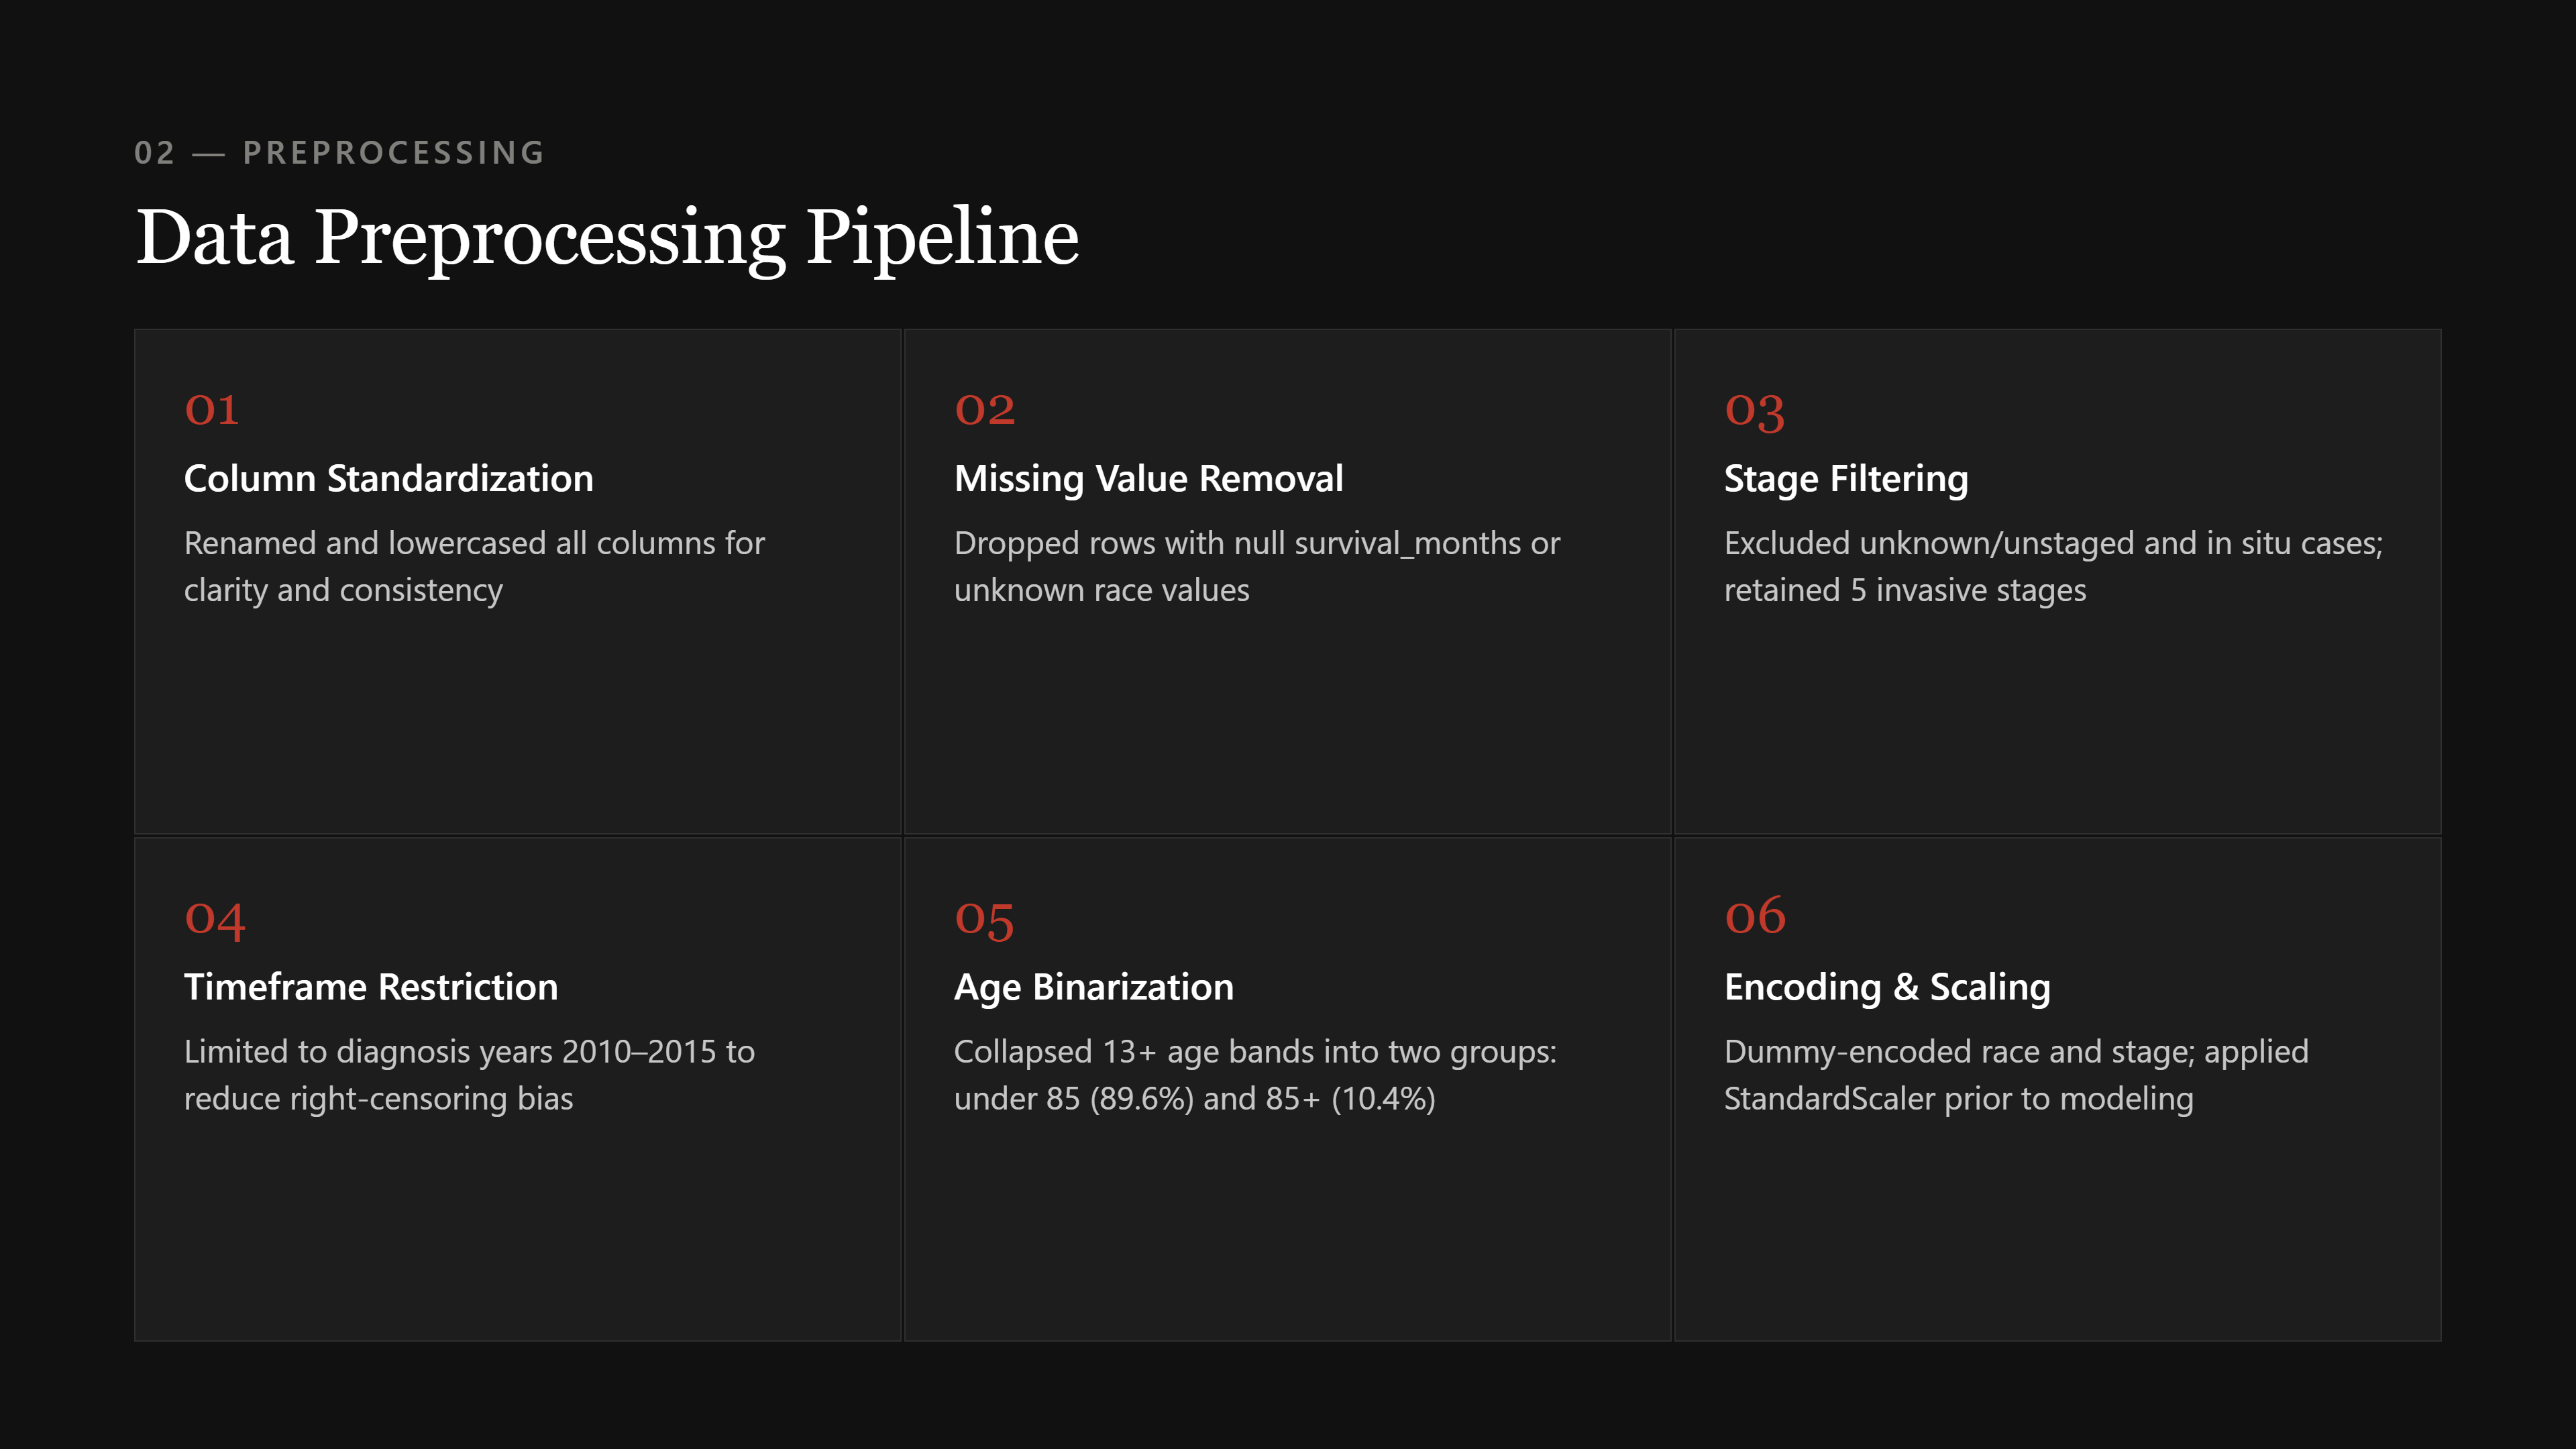 02 — PREPROCESSING
Data Preprocessing Pipeline
01
Column Standardization
Renamed and lowercased all columns for
clarity and consistency
02
Missing Value Removal
Dropped rows with null survival_months or
unknown race values
03
Stage Filtering
Excluded unknown/unstaged and in situ cases;
retained 5 invasive stages
04
Timeframe Restriction
Limited to diagnosis years 2010–2015 to
reduce right-censoring bias
05
Age Binarization
Collapsed 13+ age bands into two groups:
under 85 (89.6%) and 85+ (10.4%)
06
Encoding & Scaling
Dummy-encoded race and stage; applied
StandardScaler prior to modeling